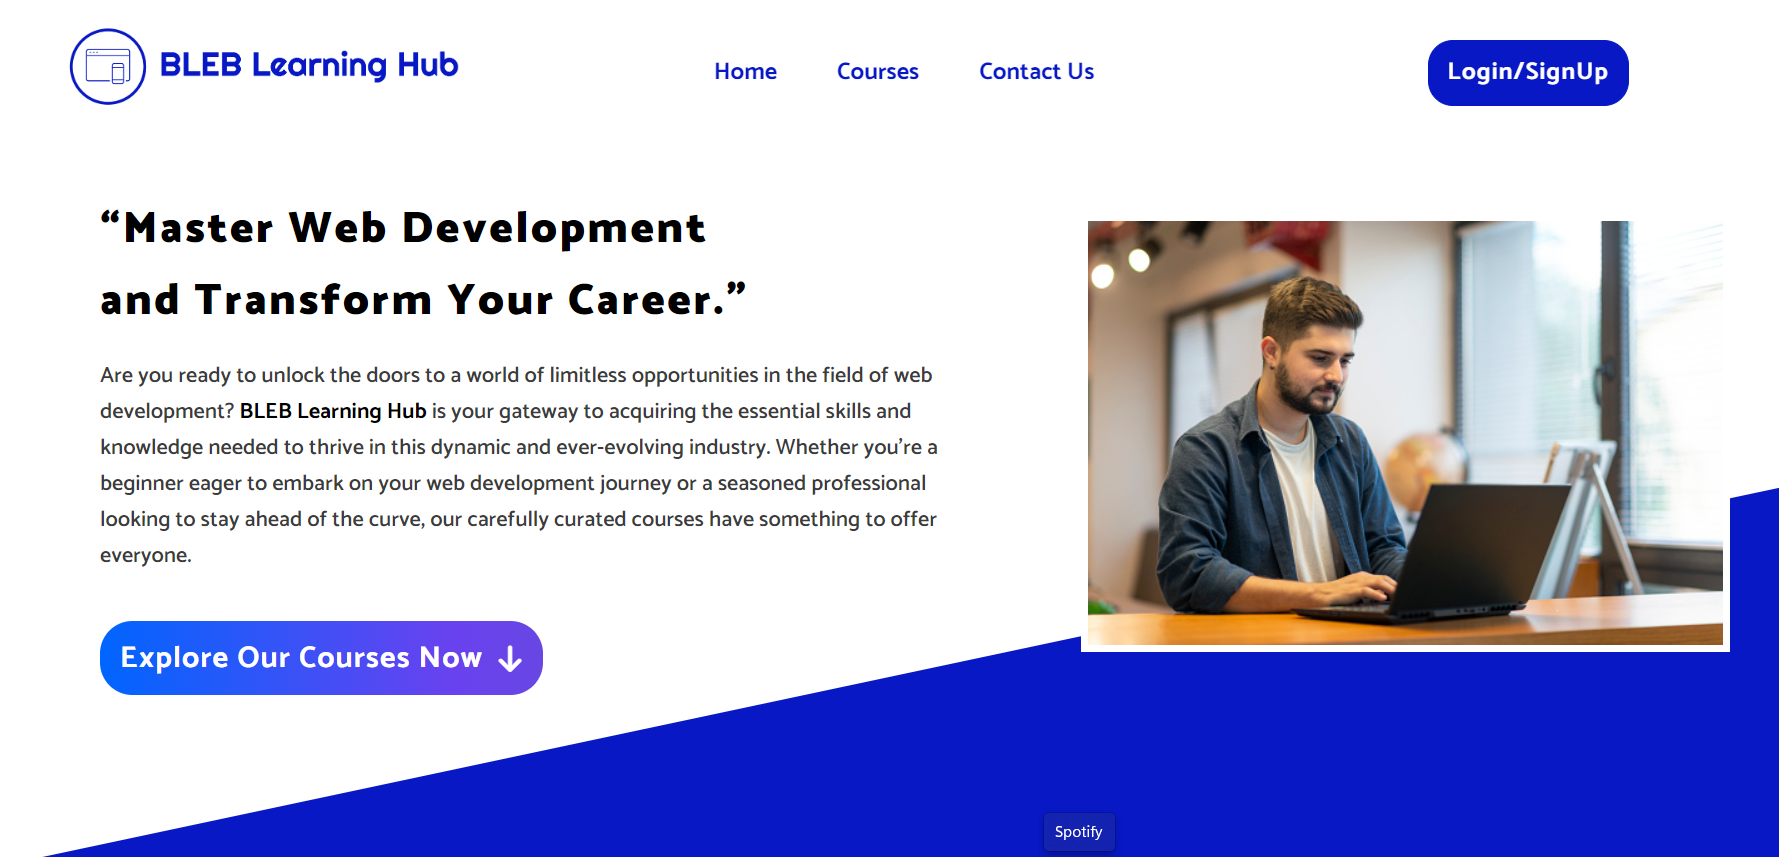 BLEB Learning Hub
Home
Courses
Contact Us
Login/SignUp
“Master Web Development
and Transform Your Career.”
Are you ready to unlock the doors to a world of limitless opportunities in the field of web
development? BLEB Learning Hub is your gateway to acquiring the essential skills and
knowledge needed to thrive in this dynamic and ever-evolving industry. Whether you’re a
beginner eager to embark on your web development journey or a seasoned professional
looking to stay ahead of the curve, our carefully curated courses have something to offer
everyone.
Explore Our Courses Now
Spotify